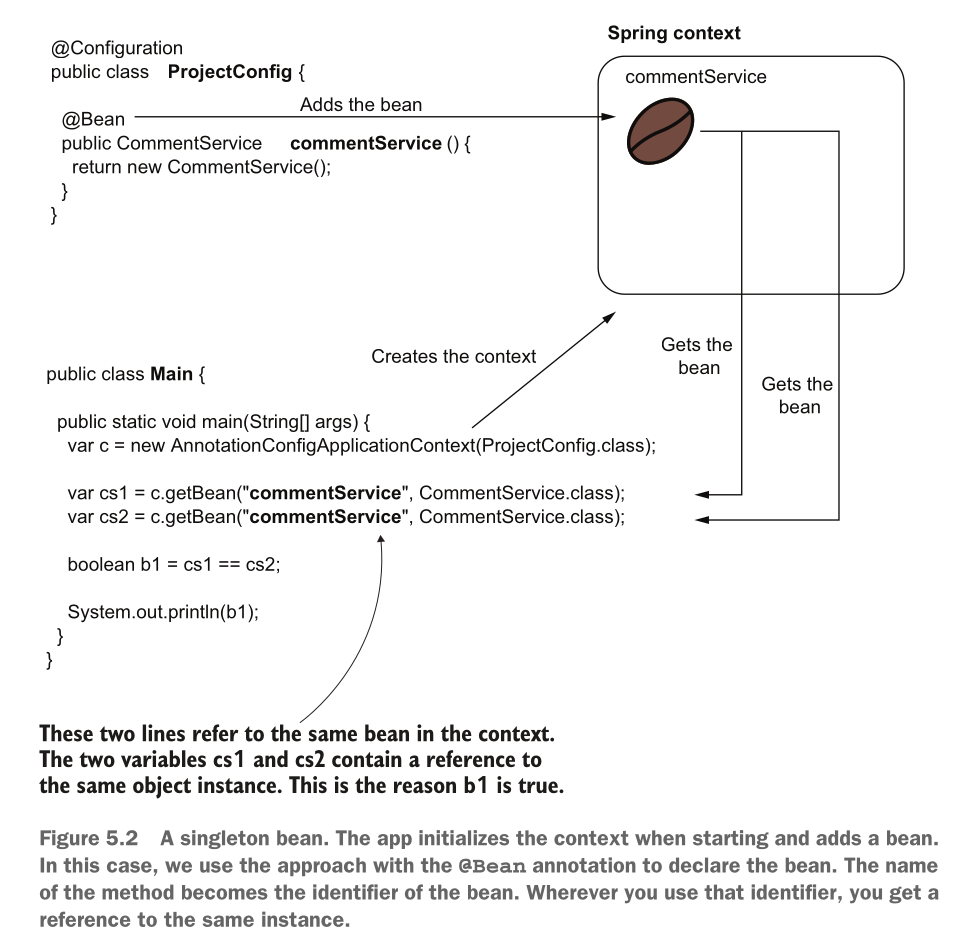 Spring context
@Configuration
public class ProjectConfig {
commentService
Adds the bean
@Bean
public CommentService commentService () {
return new CommentService();
}
}
Creates the context
Gets the
bean
Gets the
bean
public class Main {
public static void main(String[] args) {
var c = new AnnotationConfigApplicationContext(ProjectConfig.class);
var cs1 = c.getBean("commentService", CommentService.class);
var cs2 = c.getBean("commentService", CommentService.class);
boolean b1 = cs1 == cs2;
System.out.println(b1);
}
}
These two lines refer to the same bean in the context.
The two variables cs1 and cs2 contain a reference to
the same object instance. This is the reason b1 is true.
Figure 5.2 A singleton bean. The app initializes the context when starting and adds a bean.
In this case, we use the approach with the @Bean annotation to declare the bean. The name
of the method becomes the identifier of the bean. Wherever you use that identifier, you get a
reference to the same instance.